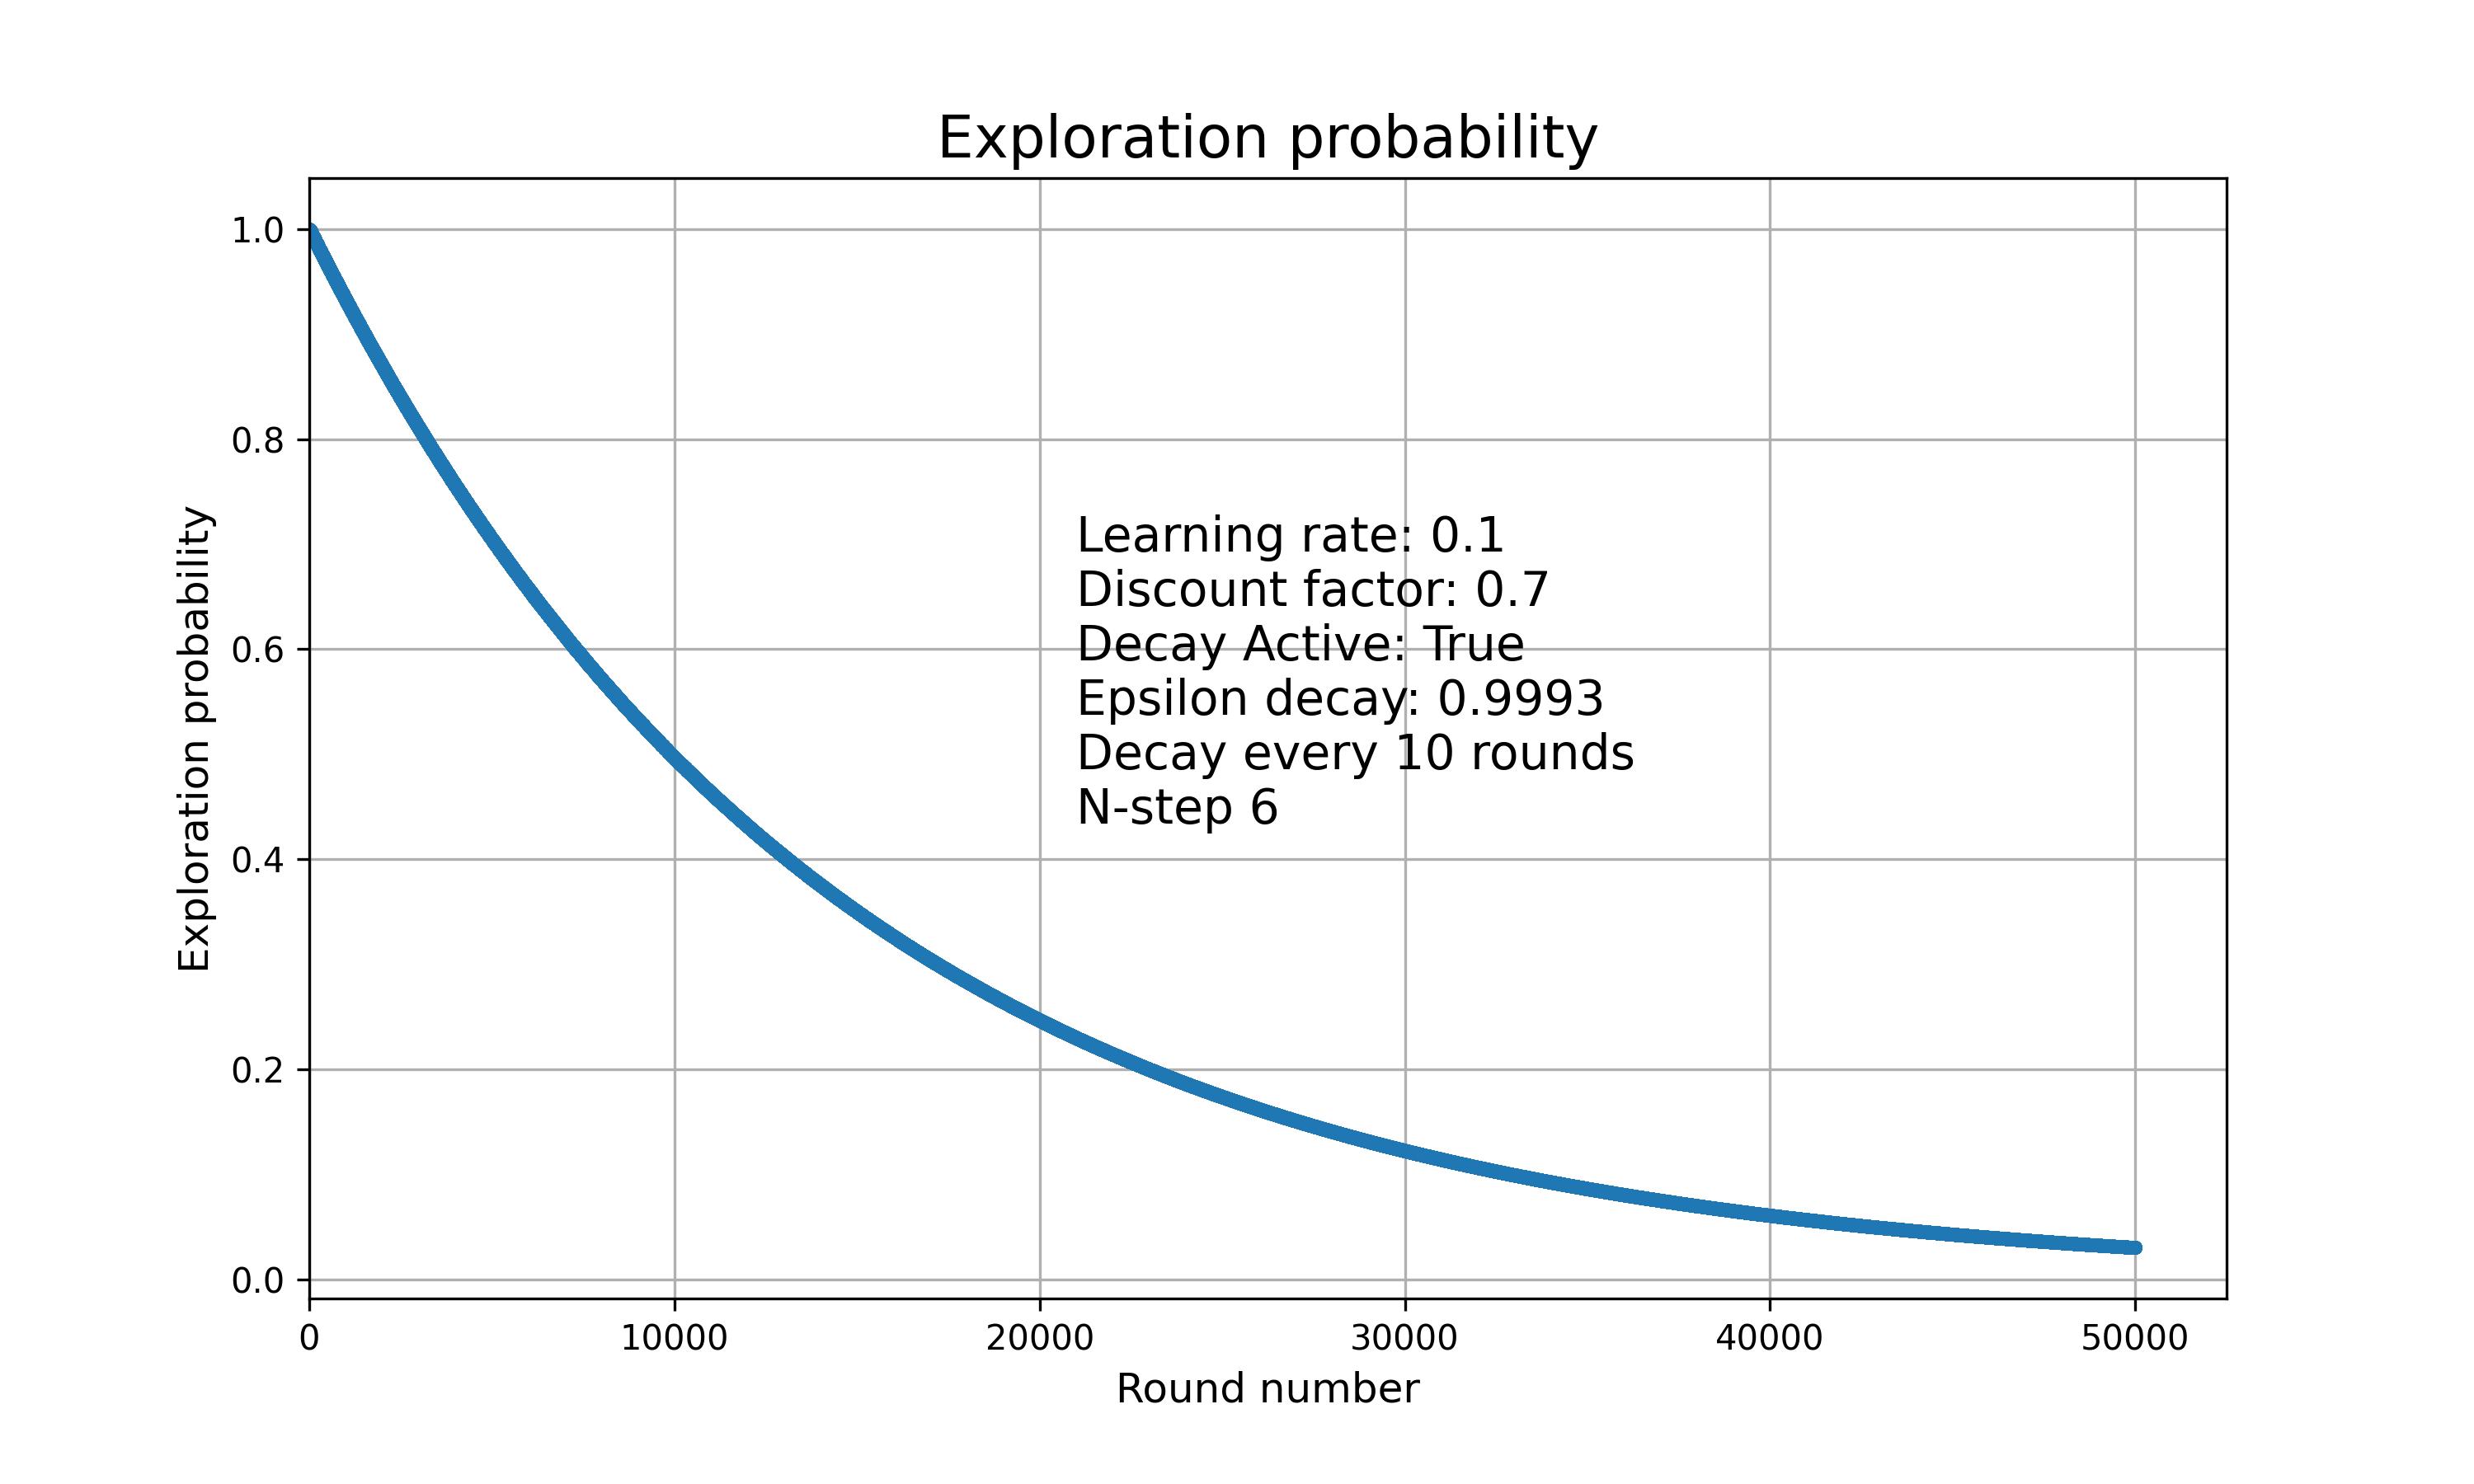 Exploration probability
Exploration probability
1.0
0.8
0.6
0.4
0.2
0.0
Learning rate: 0.1
Discount factor: 0.7
Decay Active: True
Epsilon decay: 0.9993
Decay every 10 rounds
N-step 6
0 10000 20000 30000 40000 50000
Round number